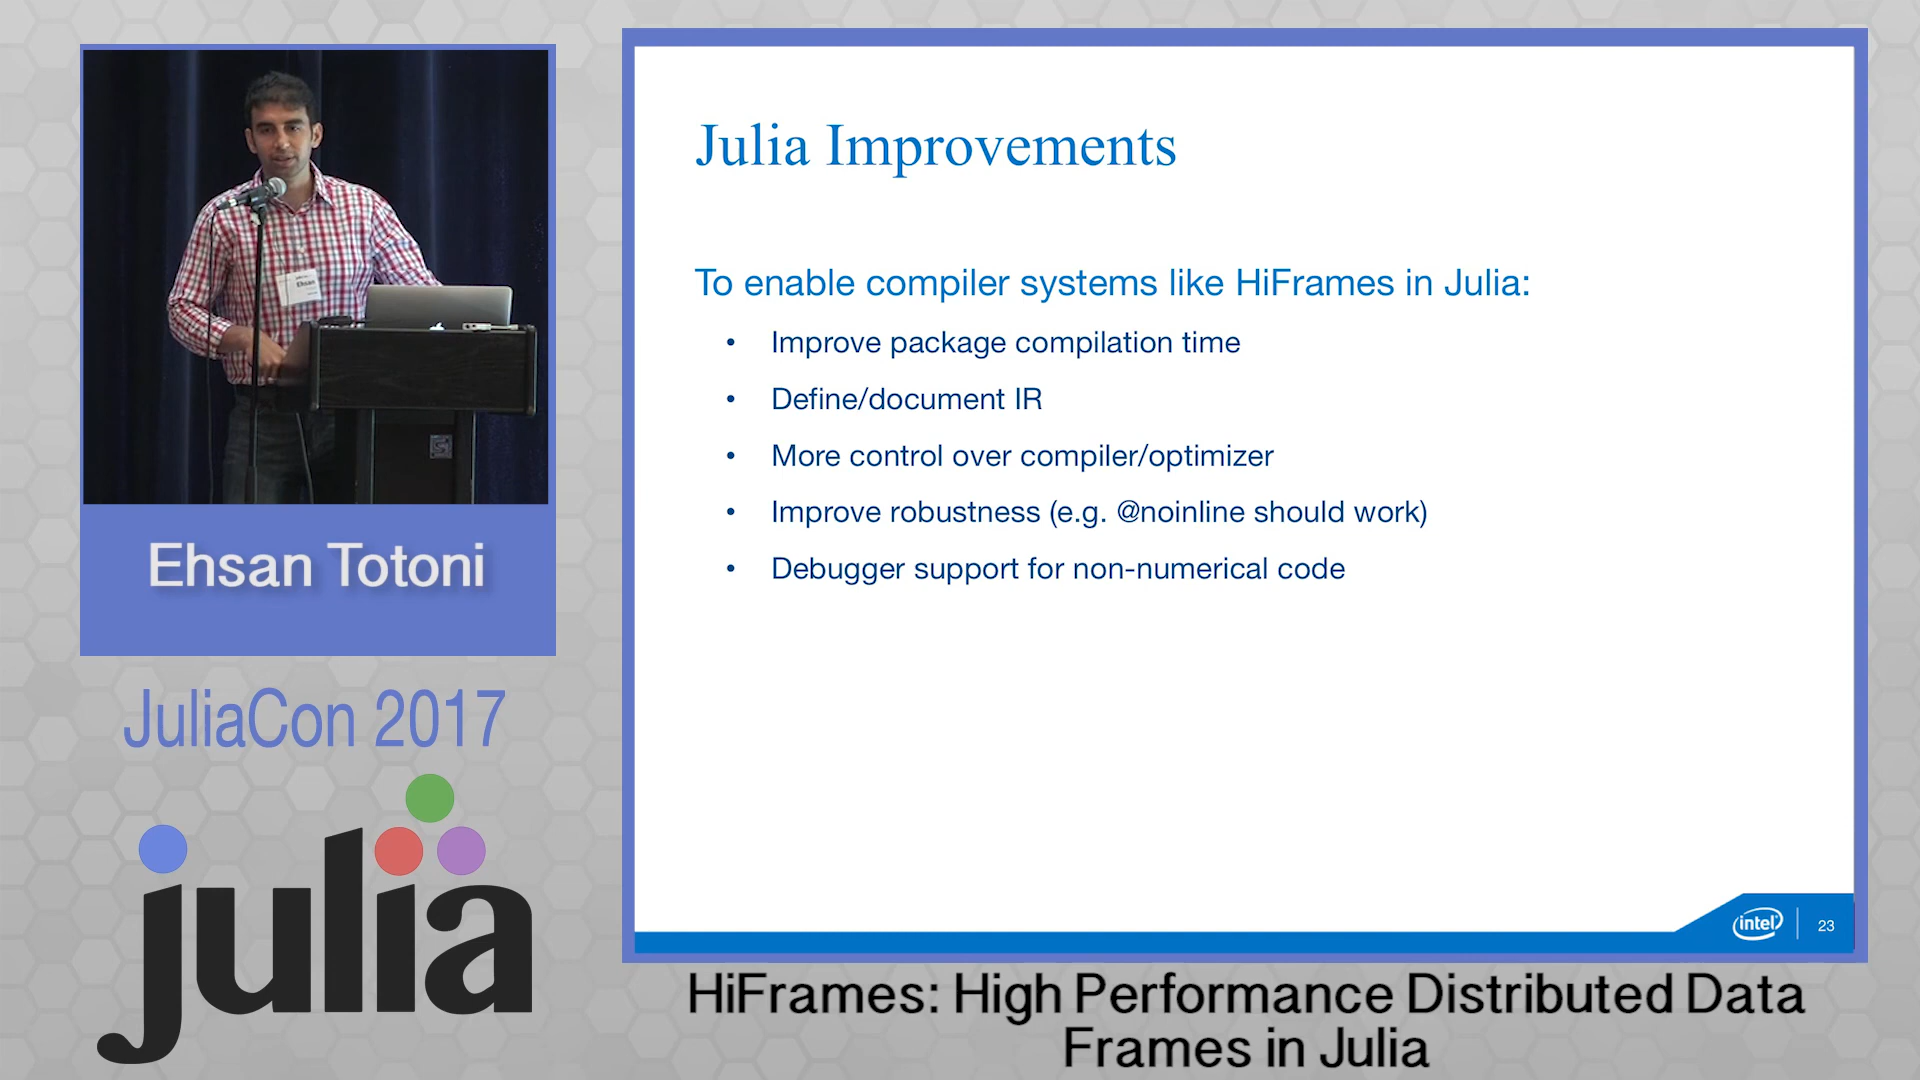 Julia Improvements
To enable compiler systems like HiFrames in Julia:
• Improve package compilation time
• Define/document IR
• More control over compiler/optimizer
• Improve robustness (e.g. @noinline should work)
• Debugger support for non-numerical code
intel
23
Ehsan
Ehsan Totoni
JuliaCon 2017
julia
HiFrames: High Performance Distributed Data
Frames in Julia